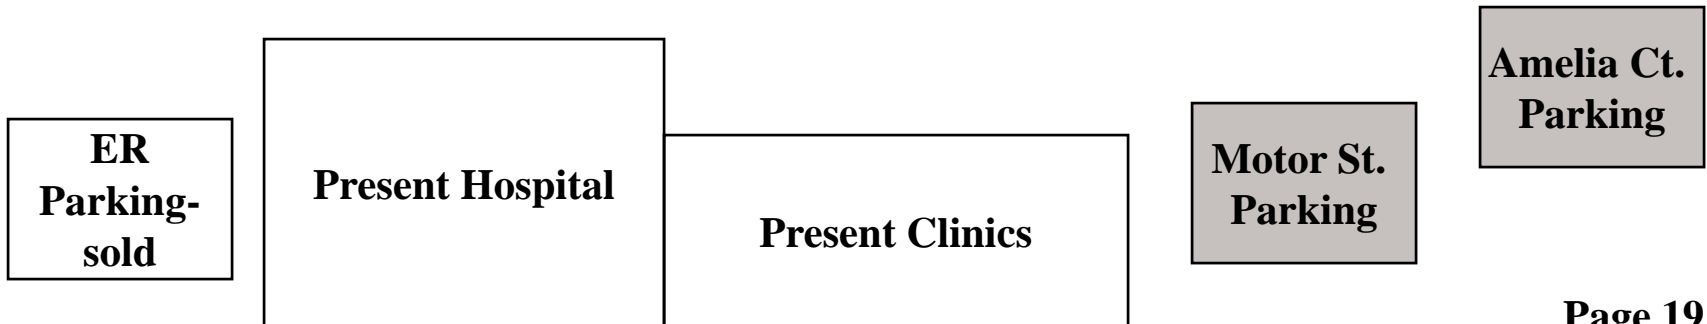 ER
Parking-
sold
Present Hospital
Present Clinics
Motor St.
Parking
Amelia Ct.
Parking
Page 19